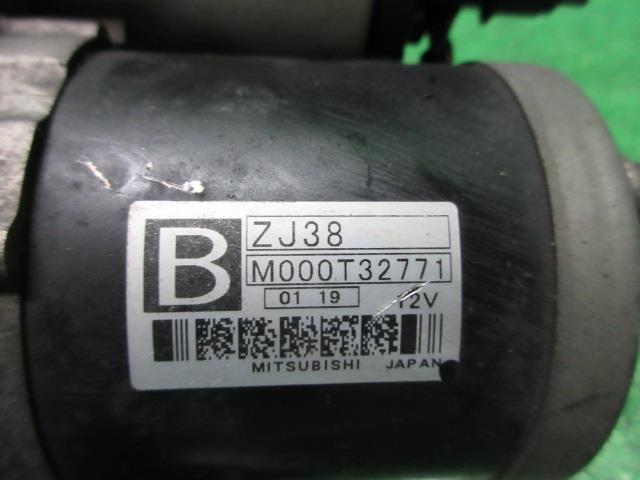 B
ZJ38
M000T32771
01 19
12V
MITSUBISHI JAPAN